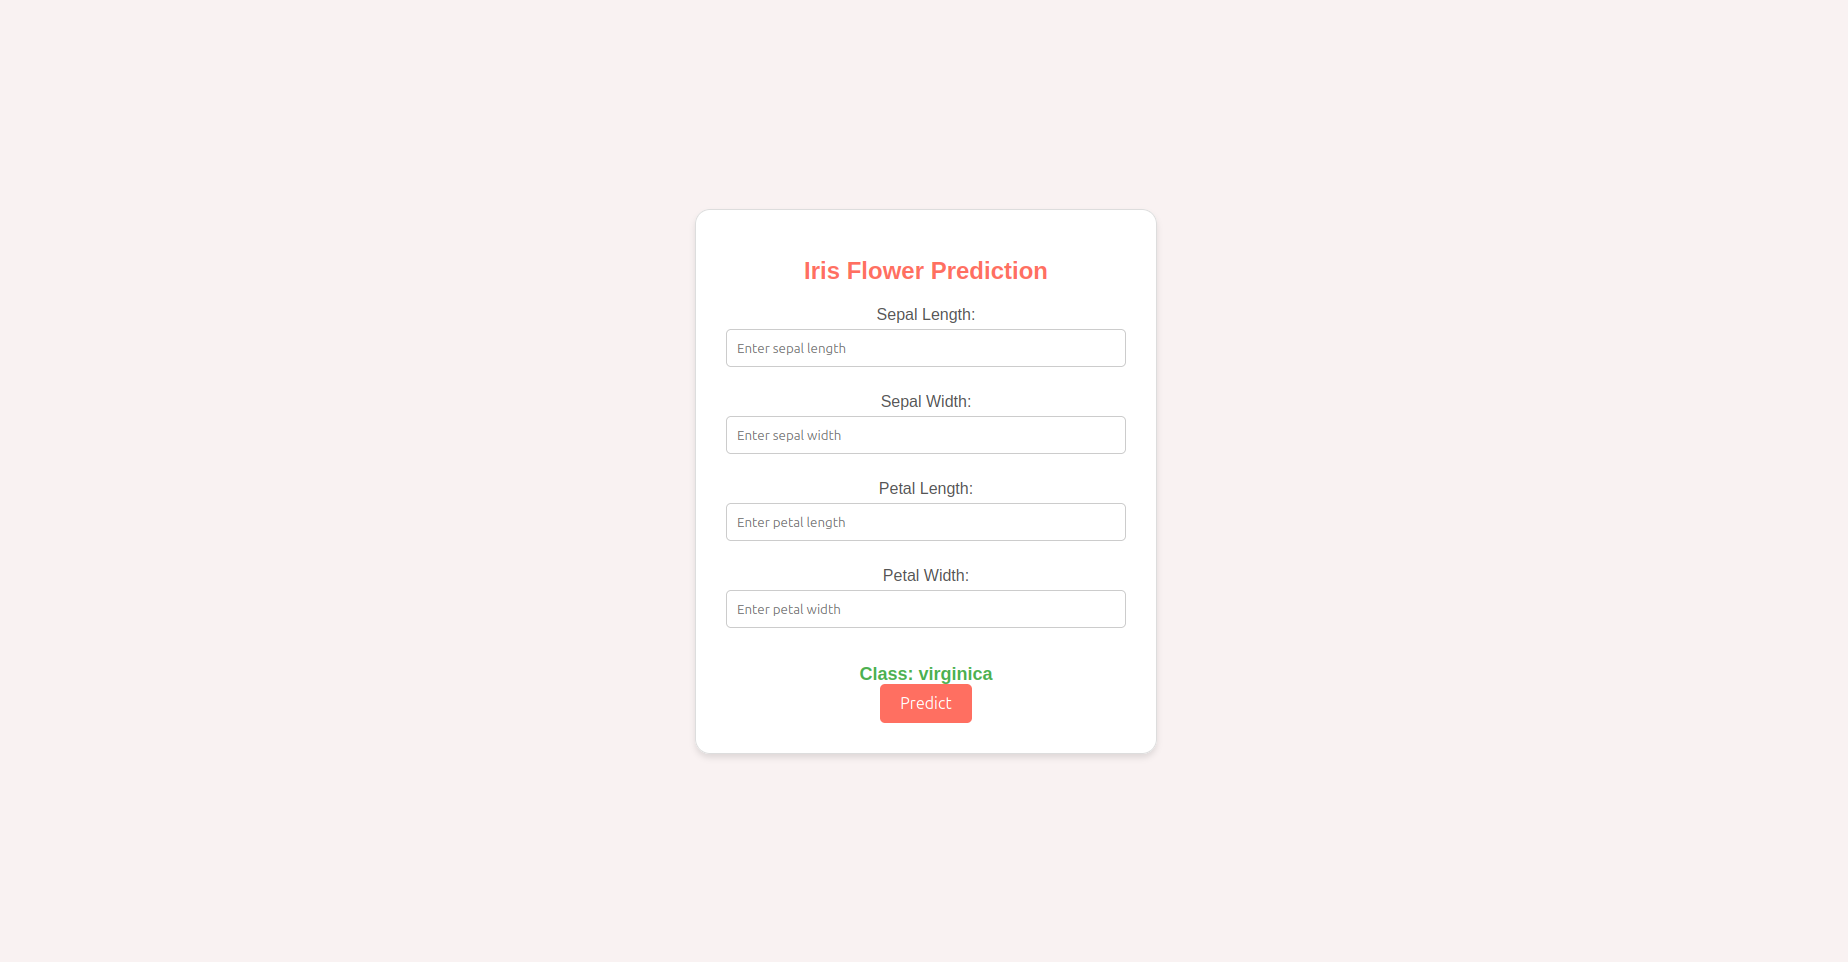 Iris Flower Prediction
Sepal Length:
Enter sepal length
Sepal Width:
Enter sepal width
Petal Length:
Enter petal length
Petal Width:
Enter petal width
Class: virginica
Predict